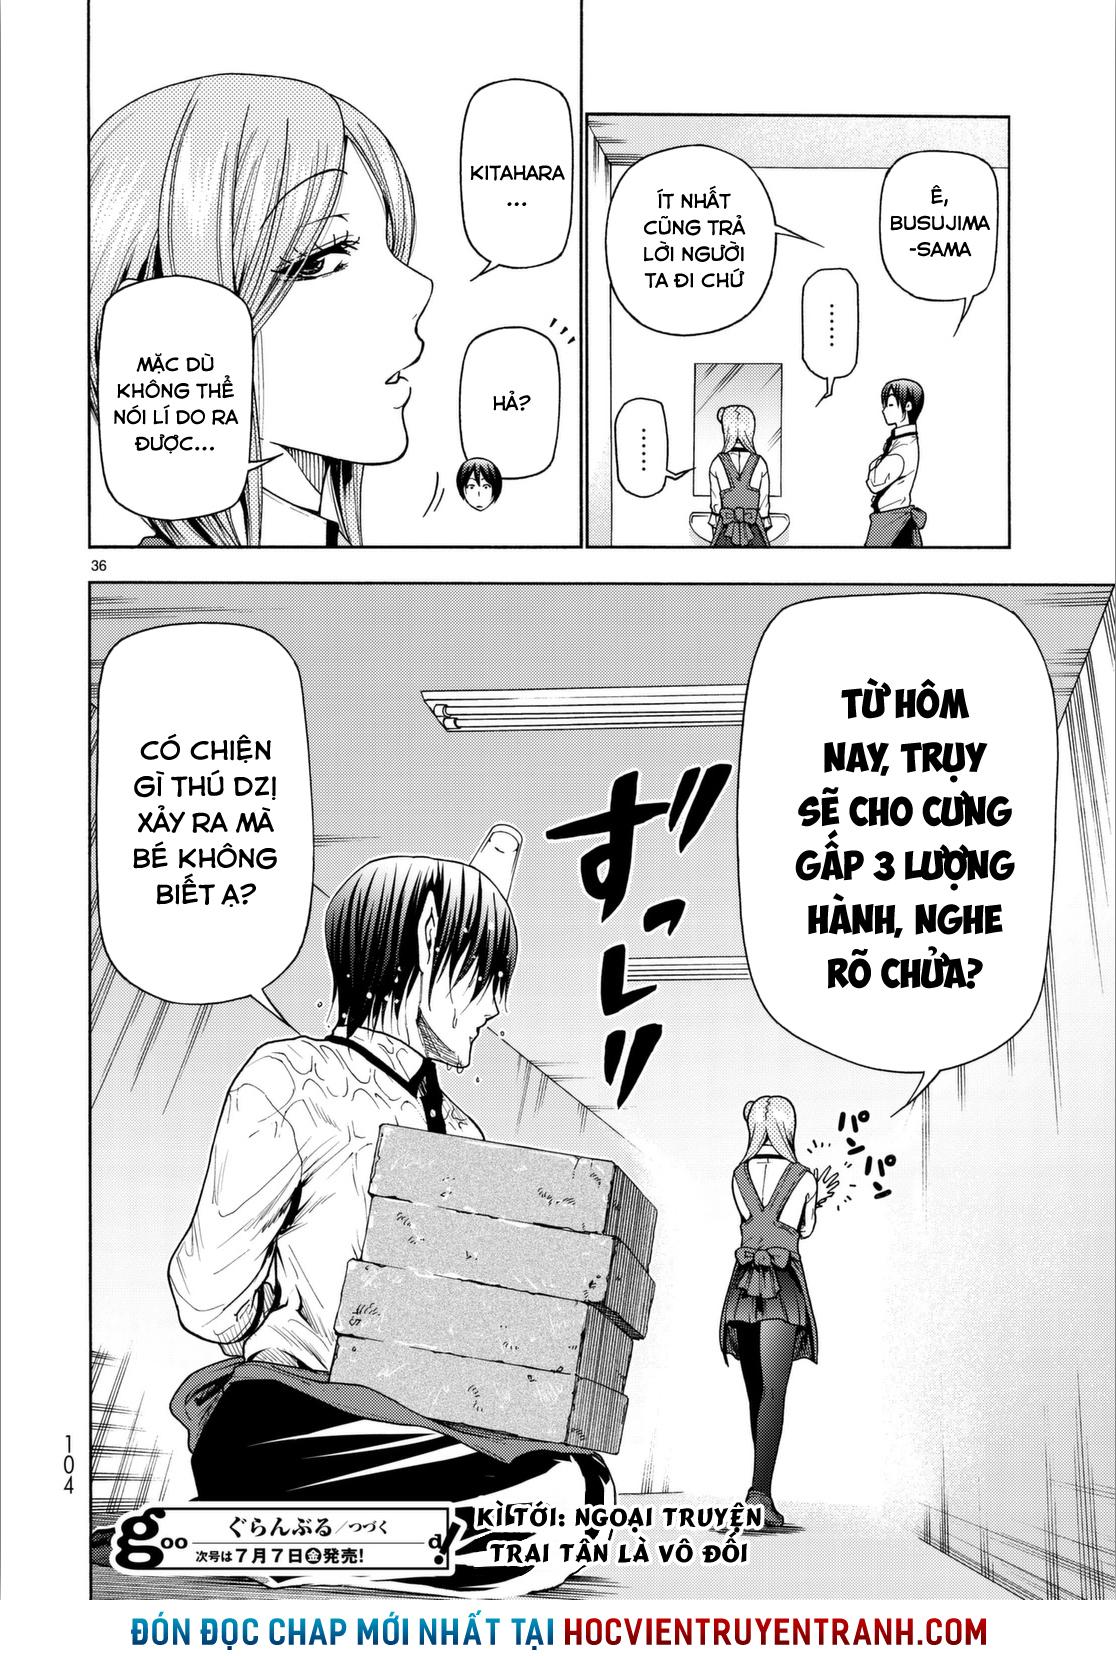 Ê,
BUSUJIMA
-SAMA
ÍT NHẤT
CŨNG TRẢ
LỜI NGƯỜI
TA ĐI CHỨ
………
………
KITAHARA
...
HẢ?
MẶC DÙ
KHÔNG THỂ
NÓI LÍ DO RA
ĐƯỢC...
36
TỪ HÔM
NAY, TRỤY
SẼ CHO CƯNG
GẤP 3 LƯỢNG
HÀNH, NGHE
RÕ CHỬA?
CÓ CHIỆN
GÌ THÚ DZỊ
XẢY RA MÀ
BÉ KHÔNG
BIẾT Ạ?
ずっしり
パン
パン
104
good!
ぐらんぶる/つづく
次号は7月7日㊎発売!
KÌ TỚI: NGOẠI TRUYỆN
TRAI TÂN LÀ VÔ ĐỐI
ĐÓN ĐỌC CHAP MỚI NHẤT TẠI HOCVIENTRUYENTRANH.COM